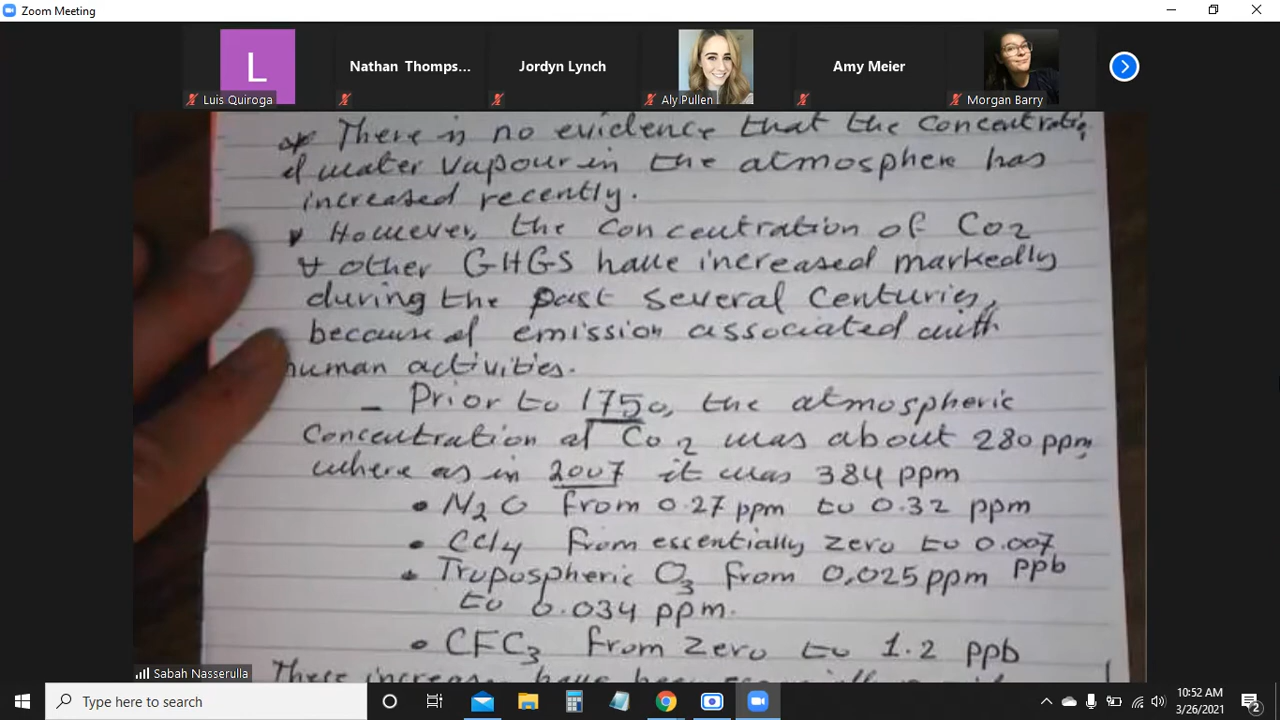 Zoom Meeting
L
Nathan Thomps...
Jordyn Lynch
Amy Meier
Luis Quiroga
Aly Pullen
Morgan Barry
* There is no evidence that the concentratio
of water vapour in the atmosphere has
increased recently.
However, the concentration of CO2
& other GHGS have increased markedly
during the past several centuries,
because of emission associated with
human activities.
- Prior to 1750, the atmospheric
concentration of CO2 was about 280 ppm,
where as in 2007 it was 384 ppm
• N2O from 0.27 ppm to 0.32 ppm
• CCl4 from essentially zero to 0.007
ppb
• Tropospheric O3 from 0.025 ppm
to 0.034 ppm.
• CFC3 from zero to 1.2 ppb
These increase have been
Sabah Nasserulla
Type here to search
10:52 AM
3/26/2021
2